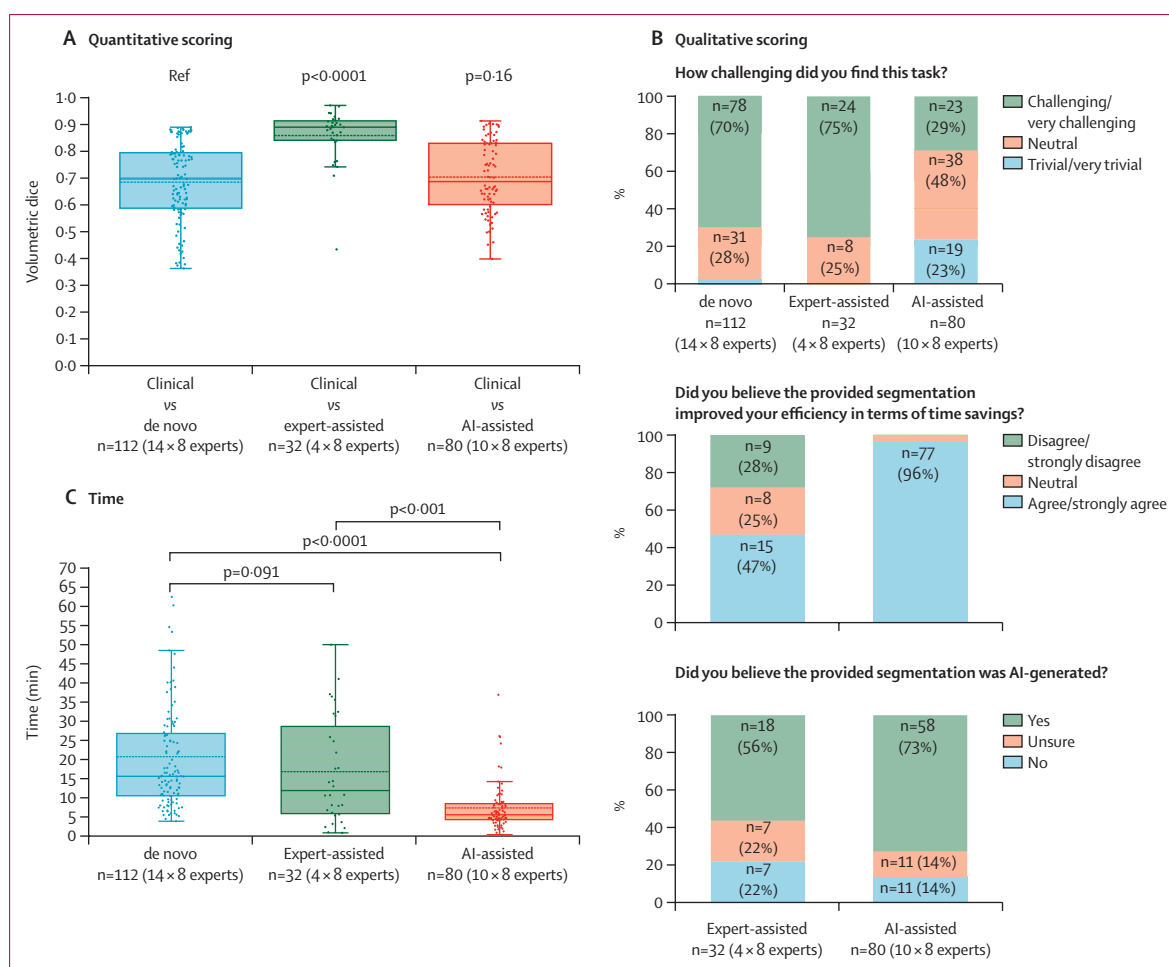 A Quantitative scoring
Ref
p<0·0001
p=0·16
Volumetric dice
1·0
0·9
0·8
0·7
0·6
0·5
0·4
0·3
0·2
0·1
0·0
Clinical
vs
de novo
n=112 (14 × 8 experts)
Clinical
vs
expert-assisted
n=32 (4 × 8 experts)
Clinical
vs
AI-assisted
n=80 (10 × 8 experts)
B Qualitative scoring
How challenging did you find this task?
%
100
80
60
40
20
0
n=78
(70%)
n=31
(28%)
n=24
(75%)
n=8
(25%)
n=23
(29%)
n=38
(48%)
n=19
(23%)
Challenging/
very challenging
Neutral
Trivial/very trivial
de novo
n=112
(14 × 8 experts)
Expert-assisted
n=32
(4 × 8 experts)
AI-assisted
n=80
(10 × 8 experts)
Did you believe the provided segmentation
improved your efficiency in terms of time savings?
%
100
80
60
40
20
0
n=9
(28%)
n=8
(25%)
n=15
(47%)
n=77
(96%)
Disagree/
strongly disagree
Neutral
Agree/strongly agree
Did you believe the provided segmentation was AI-generated?
%
100
80
60
40
20
0
n=18
(56%)
n=7
(22%)
n=7
(22%)
n=58
(73%)
n=11 (14%)
n=11 (14%)
Yes
Unsure
No
Expert-assisted
n=32 (4 × 8 experts)
AI-assisted
n=80 (10 × 8 experts)
C Time
p<0·001
p<0·0001
p=0·091
Time (min)
70
65
60
55
50
45
40
35
30
25
20
15
10
5
0
de novo
n=112 (14 × 8 experts)
Expert-assisted
n=32 (4 × 8 experts)
AI-assisted
n=80 (10 × 8 experts)